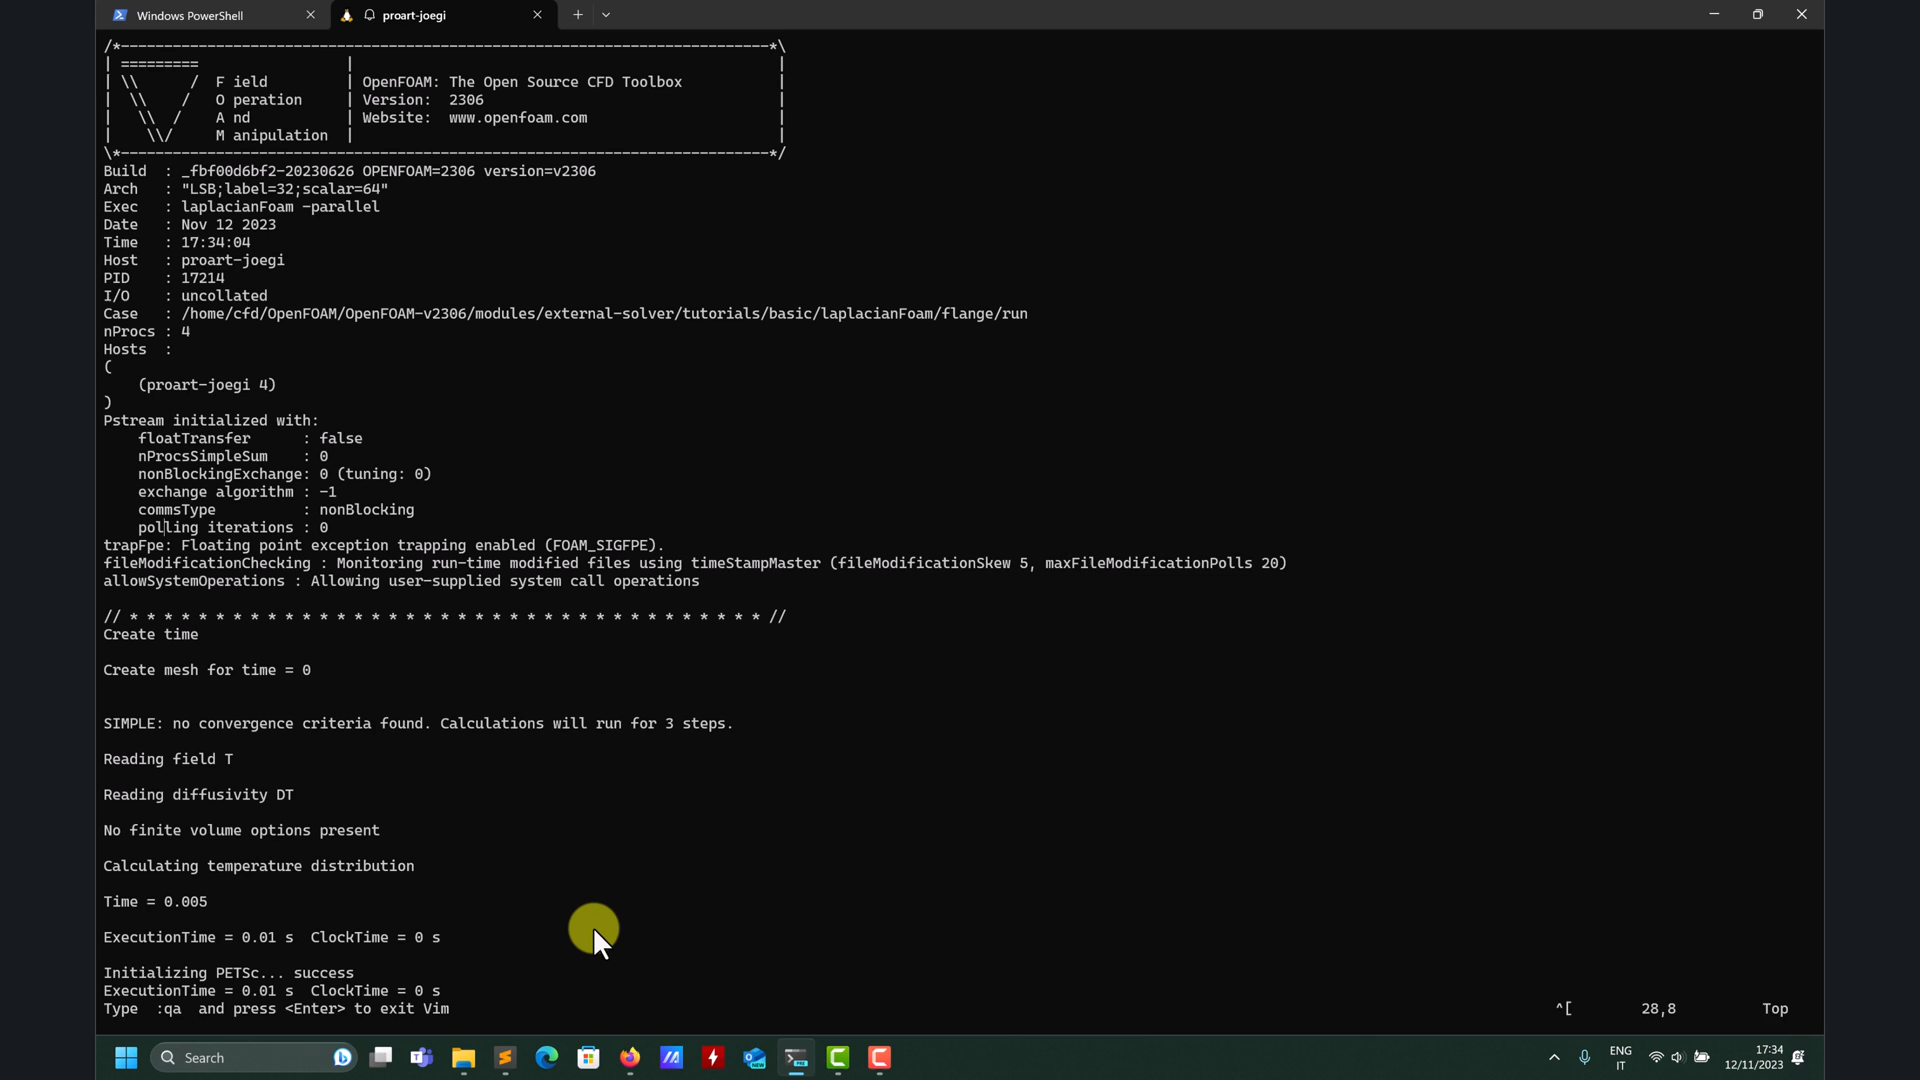 Windows PowerShell
proart-joegi
/*---------------------------------------------------------------------------*\
| =========                 |                                                 |
| \\      /  F ield         | OpenFOAM: The Open Source CFD Toolbox           |
|  \\    /   O peration     | Version:  2306                                  |
|   \\  /    A nd           | Website:  www.openfoam.com                      |
|    \\/     M anipulation  |                                                 |
\*---------------------------------------------------------------------------*/
Build  : _fbf00d6bf2-20230626 OPENFOAM=2306 version=v2306
Arch   : "LSB;label=32;scalar=64"
Exec   : laplacianFoam -parallel
Date   : Nov 12 2023
Time   : 17:34:04
Host   : proart-joegi
PID    : 17214
I/O    : uncollated
Case   : /home/cfd/OpenFOAM/OpenFOAM-v2306/modules/external-solver/tutorials/basic/laplacianFoam/flange/run
nProcs : 4
Hosts  :
(
    (proart-joegi 4)
)
Pstream initialized with:
    floatTransfer      : false
    nProcsSimpleSum    : 0
    nonBlockingExchange: 0 (tuning: 0)
    exchange algorithm : -1
    commsType          : nonBlocking
    polling iterations : 0
trapFpe: Floating point exception trapping enabled (FOAM_SIGFPE).
fileModificationChecking : Monitoring run-time modified files using timeStampMaster (fileModificationSkew 5, maxFileModificationPolls 20)
allowSystemOperations : Allowing user-supplied system call operations
// * * * * * * * * * * * * * * * * * * * * * * * * * * * * * * * * * * * * * //
Create time
Create mesh for time = 0
SIMPLE: no convergence criteria found. Calculations will run for 3 steps.
Reading field T
Reading diffusivity DT
No finite volume options present
Calculating temperature distribution
Time = 0.005
ExecutionTime = 0.01 s  ClockTime = 0 s
Initializing PETSc... success
ExecutionTime = 0.01 s  ClockTime = 0 s
Type  :qa  and press <Enter> to exit Vim ^[ 28,8 Top
Search
NEW
PRE
ENG
IT
17:34
12/11/2023